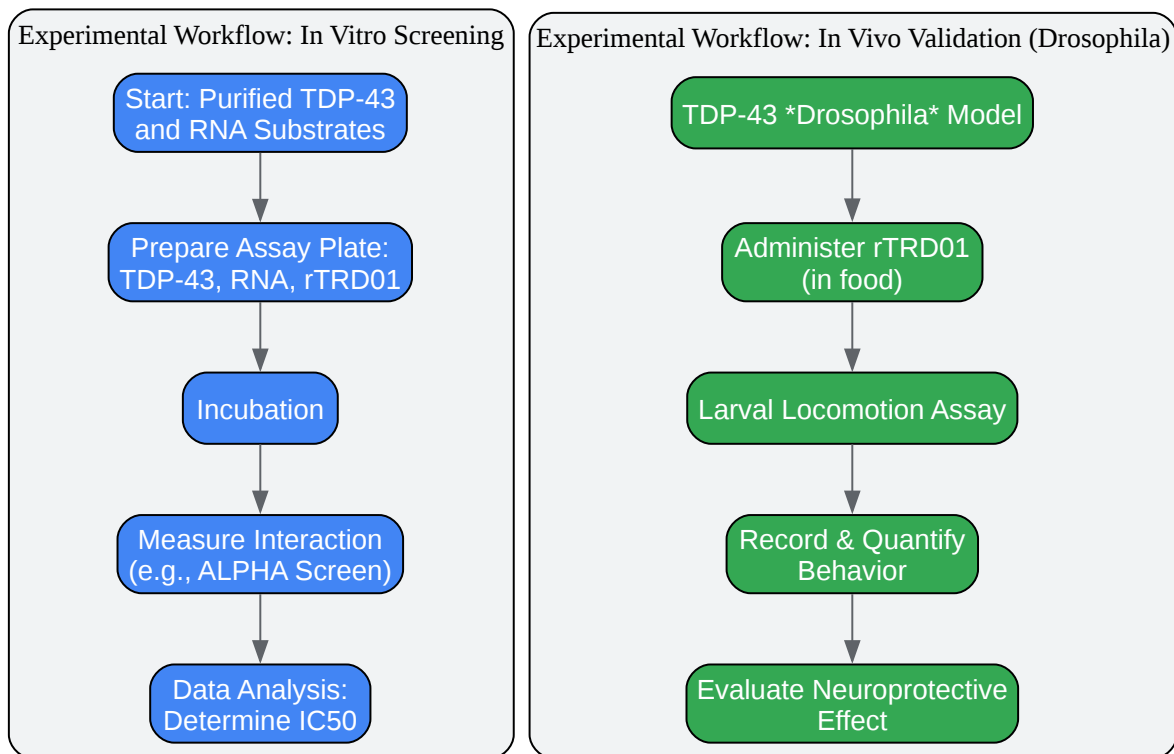 Experimental Workflow: In Vitro Screening
Start: Purified TDP-43
and RNA Substrates
Prepare Assay Plate:
TDP-43, RNA, rTRD01
Incubation
Measure Interaction
(e.g., ALPHA Screen)
Data Analysis:
Determine IC50
Experimental Workflow: In Vivo Validation (Drosophila)
TDP-43 *Drosophila* Model
Administer rTRD01
(in food)
Larval Locomotion Assay
Record & Quantify
Behavior
Evaluate Neuroprotective
Effect